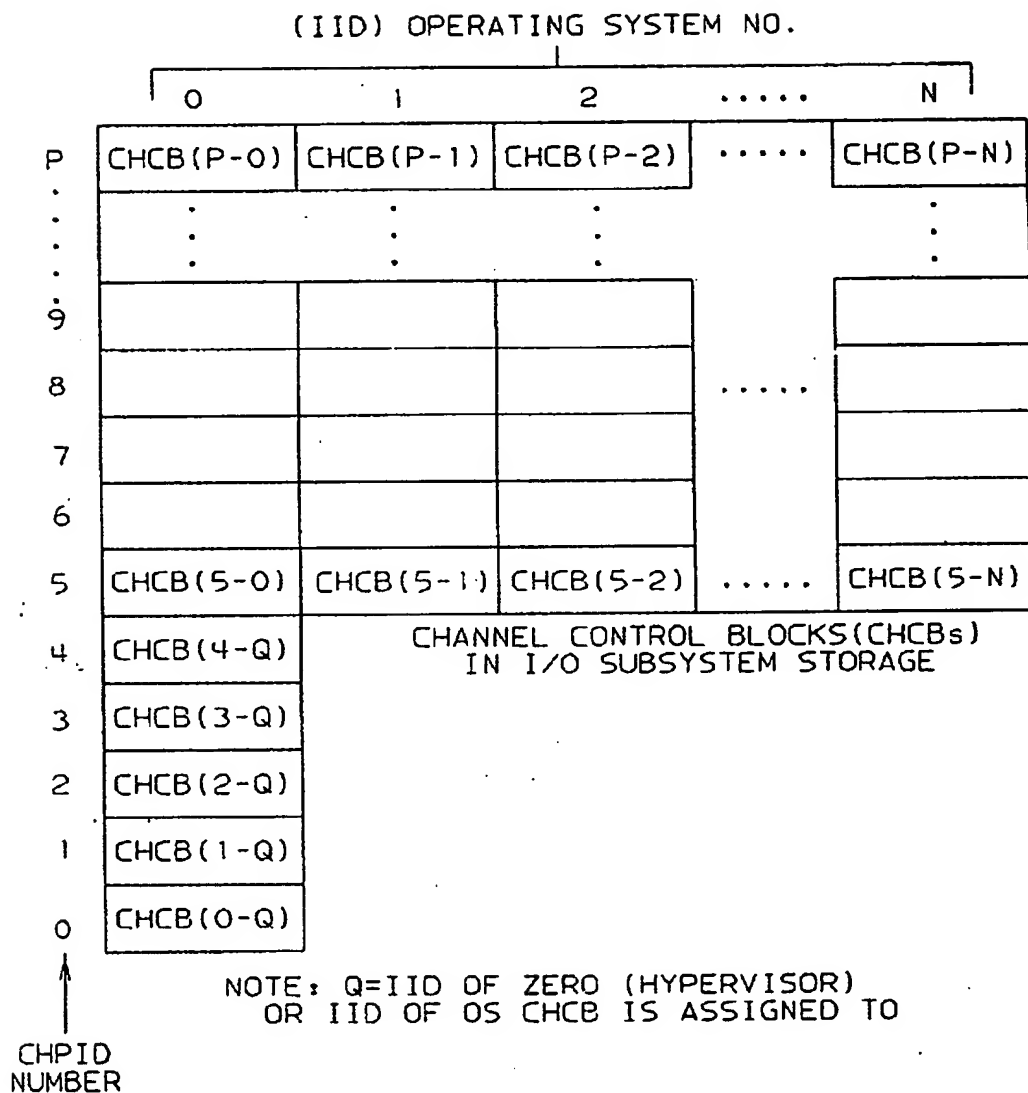 (IID) OPERATING SYSTEM NO.
0 1 2 ..... N
P CHCB(P-0) CHCB(P-1) CHCB(P-2) ..... CHCB(P-N)
9
8 .....
7
6
5 CHCB(5-0) CHCB(5-1) CHCB(5-2) ..... CHCB(5-N)
4 CHCB(4-Q) CHANNEL CONTROL BLOCKS(CHCBs)
IN I/O SUBSYSTEM STORAGE
3 CHCB(3-Q)
2 CHCB(2-Q)
1 CHCB(1-Q)
0 CHCB(0-Q)
NOTE: Q=IID OF ZERO (HYPERVISOR)
OR IID OF OS CHCB IS ASSIGNED TO
CHPID
NUMBER